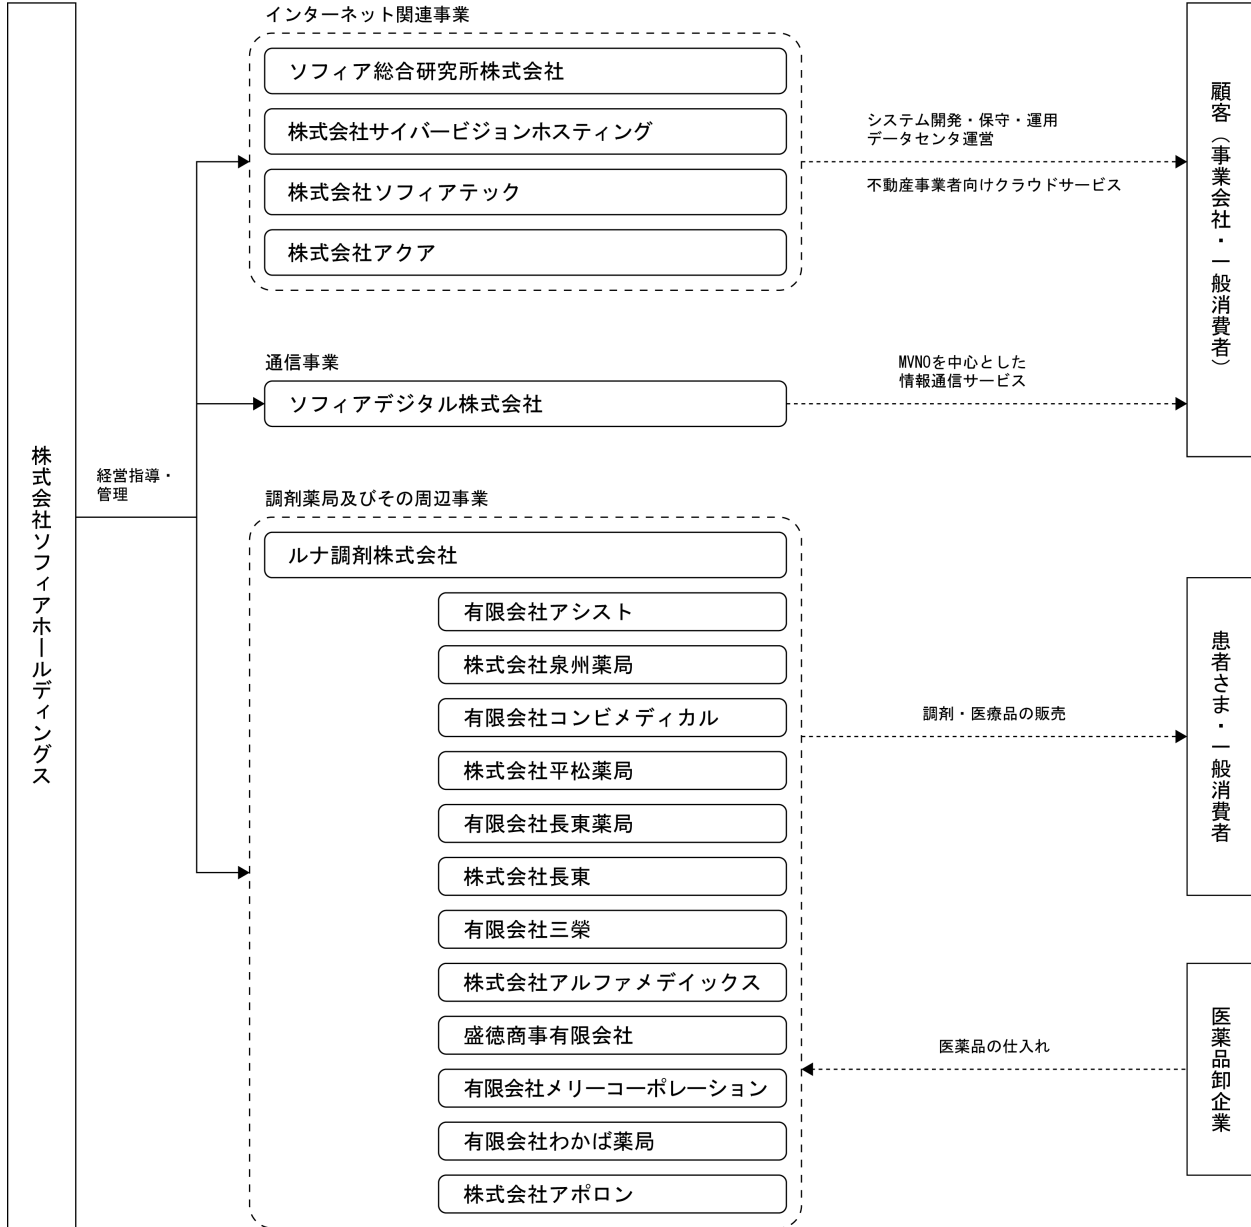 株式会社ソフィアホールディングス
経営指導・
管理
インターネット関連事業
ソフィア総合研究所株式会社
株式会社サイバービジョンホスティング
株式会社ソフィアテック
株式会社アクア
システム開発・保守・運用
データセンタ運営
不動産事業者向けクラウドサービス
顧客(事業会社・一般消費者)
通信事業
ソフィアデジタル株式会社
MVNOを中心とした
情報通信サービス
調剤薬局及びその周辺事業
ルナ調剤株式会社
有限会社アシスト
株式会社泉州薬局
有限会社コンビメディカル
株式会社平松薬局
有限会社長東薬局
株式会社長東
有限会社三榮
株式会社アルファメデイックス
盛徳商事有限会社
有限会社メリーコーポレーション
有限会社わかば薬局
株式会社アポロン
調剤・医療品の販売
患者さま・一般消費者
医薬品の仕入れ
医薬品卸企業